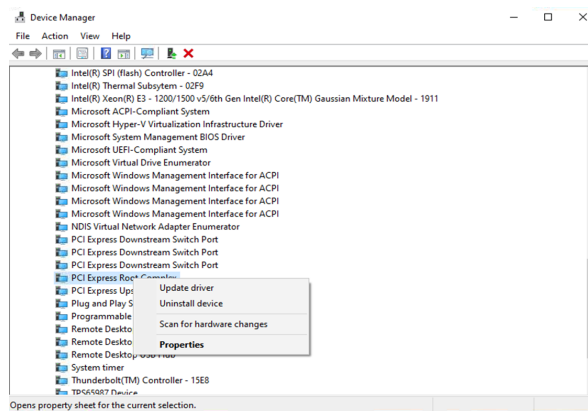 Device Manager
File Action View Help
Intel(R) SPI (flash) Controller - 02A4
Intel(R) Thermal Subsytem - 02F9
Intel(R) Xeon(R) E3 - 1200/1500 v5/6th Gen Intel(R) Core(TM) Gaussian Mixture Model - 1911
Microsoft ACPI-Compliant System
Microsoft Hyper-V Virtualization Infrastructure Driver
Microsoft System Management BIOS Driver
Microsoft UEFI-Compliant System
Microsoft Virtual Drive Enumerator
Microsoft Windows Management Interface for ACPI
Microsoft Windows Management Interface for ACPI
Microsoft Windows Management Interface for ACPI
Microsoft Windows Management Interface for ACPI
NDIS Virtual Network Adapter Enumerator
PCI Express Downstream Switch Port
PCI Express Downstream Switch Port
PCI Express Downstream Switch Port
PCI Express Root Complex
PCI Express Ups
Plug and Play S
Programmable
Remote Deskto
Remote Deskto
Remote Desktop USB Hub
System timer
Thunderbolt(TM) Controller - 15E8
TPS65987 Device
Update driver
Uninstall device
Scan for hardware changes
Properties
Opens property sheet for the current selection.